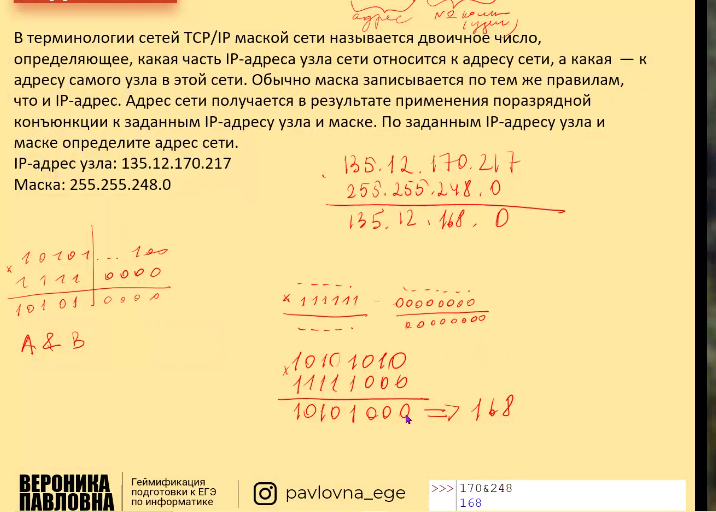 адрес № комп
(узла)
В терминологии сетей TCP/IP маской сети называется двоичное число,
определяющее, какая часть IP-адреса узла сети относится к адресу сети, а какая — к
адресу самого узла в этой сети. Обычно маска записывается по тем же правилам,
что и IP-адрес. Адрес сети получается в результате применения поразрядной
конъюнкции к заданным IP-адресу узла и маске. По заданным IP-адресу узла и
маске определите адрес сети.
IP-адрес узла: 135.12.170.217
Маска: 255.255.248.0
135.12.170.217
255.255.248.0
135.12.168.0
10101...100
1111 0000
10101 0000
A & B
× 111111 00000000
00000000
× 10101010
11111000
10101000 => 168
ВЕРОНИКА
ПАВЛОВНА
Геймификация
подготовки к ЕГЭ
по информатике
pavlovna_ege
>>> 170&248
168